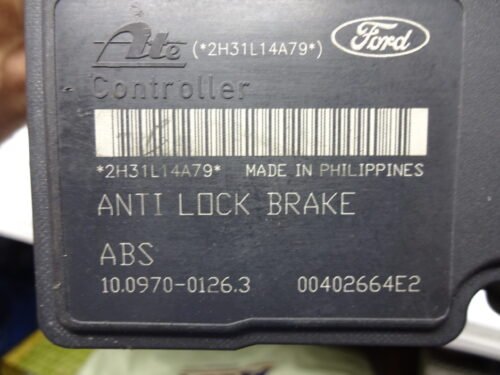 Ate (*2H31L14A79*) Ford
Controller
*2H31L14A79* MADE IN PHILIPPINES
ANTI LOCK BRAKE
ABS
10.0970-0126.3 00402664E2